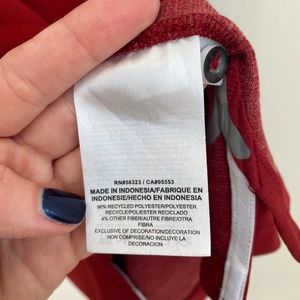 RN#56323 / CA#05553
MADE IN INDONESIA/FABRIQUE EN
INDONESIE/HECHO EN INDONESIA
96% RECYCLED POLYESTER/POLYESTER
RECYCLE/POLYESTER RECICLADO
4% OTHER FIBER/AUTRE FIBRE/OTRA
FIBRA
EXCLUSIVE OF DECORATION/DECORATION
NON COMPRISE/NO INCLUYE LA
DECORACION